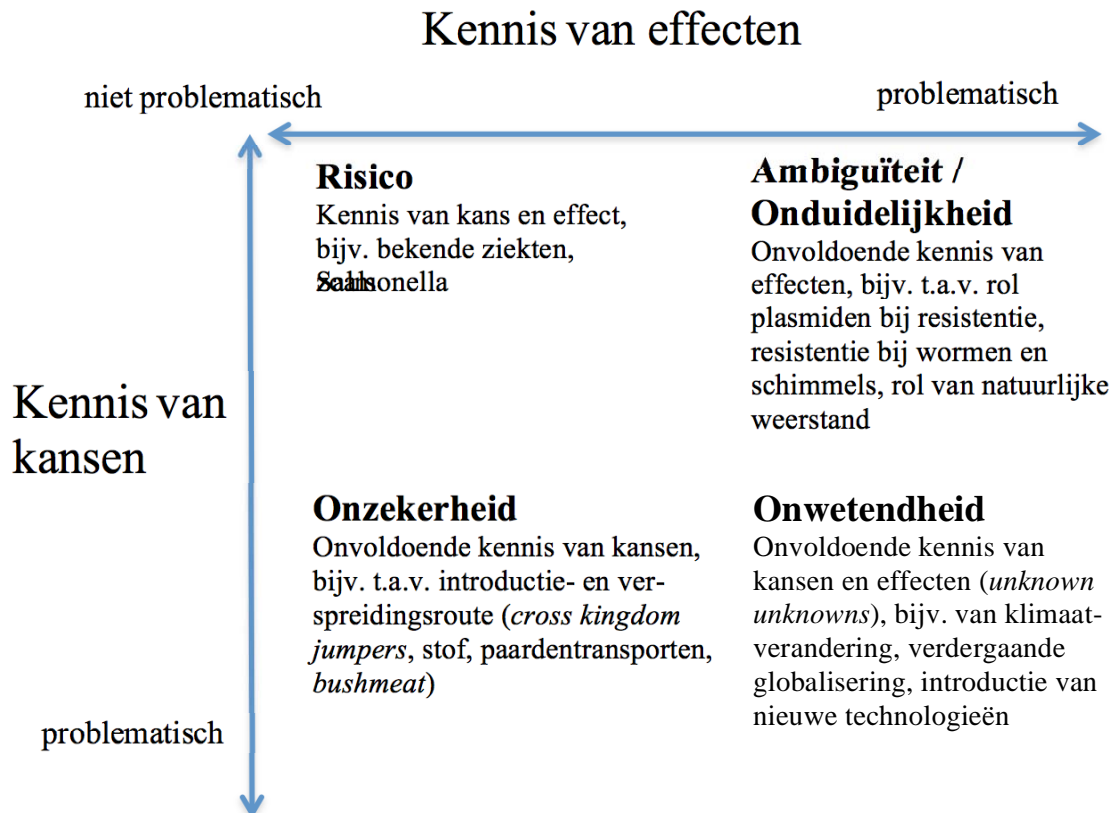 Kennis van effecten
niet problematisch
problematisch
Risico
Kennis van kans en effect,
bijv. bekende ziekten,
zoals
Salmonella
Ambiguïteit /
Onduidelijkheid
Onvoldoende kennis van
effecten, bijv. t.a.v. rol
plasmiden bij resistentie,
resistentie bij wormen en
schimmels, rol van natuurlijke
weerstand
Kennis van
kansen
Onzekerheid
Onvoldoende kennis van kansen,
bijv. t.a.v. introductie- en ver-
spreidingsroute (cross kingdom
jumpers, stof, paardentransporten,
bushmeat)
Onwetendheid
Onvoldoende kennis van
kansen en effecten (unknown
unknowns), bijv. van klimaat-
verandering, verdergaande
globalisering, introductie van
nieuwe technologieën
problematisch